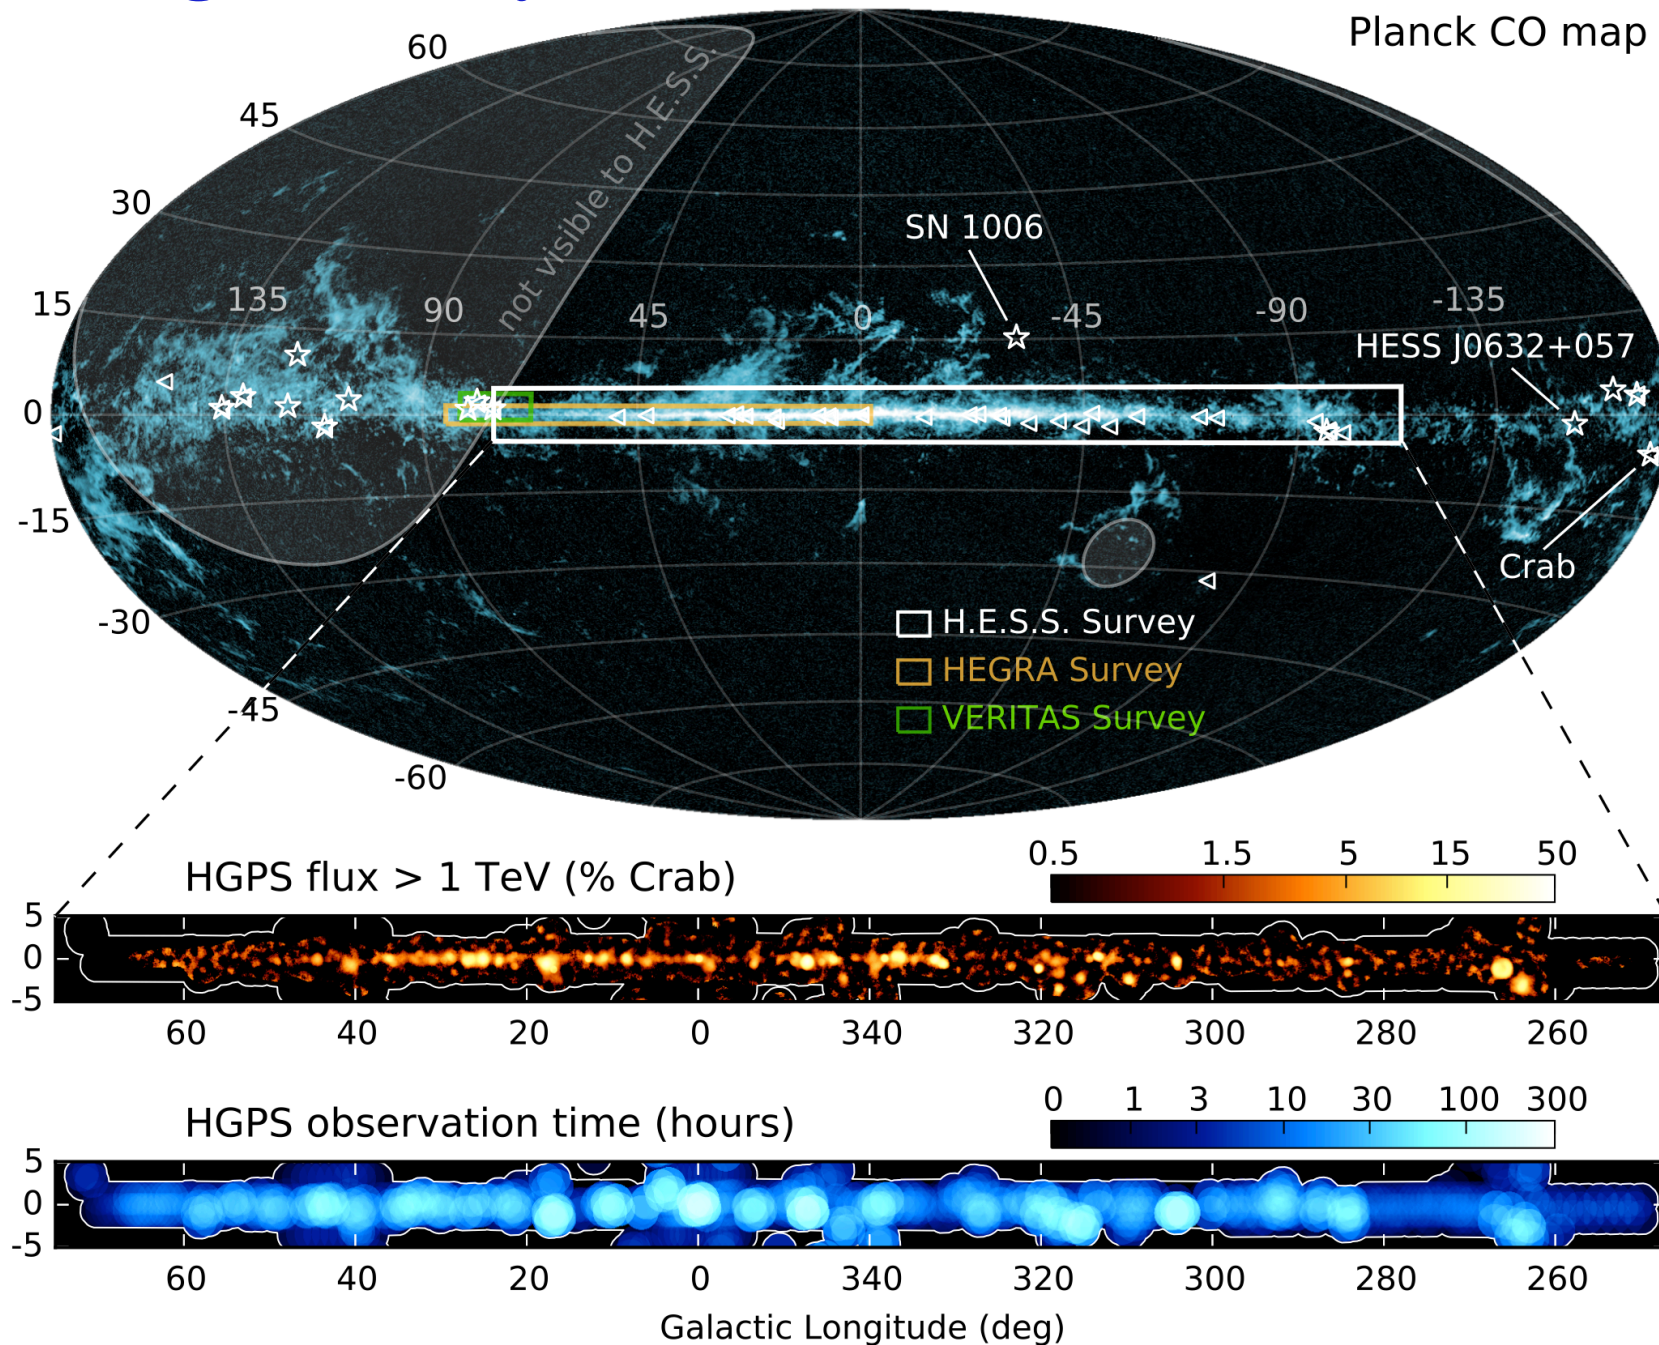 Planck CO map
60
45
30
15
0
-15
-30
-45
-60
not visible to H.E.S.S.
135
90
45
0
-45
-90
-135
SN 1006
HESS J0632+057
Crab
H.E.S.S. Survey
HEGRA Survey
VERITAS Survey
HGPS flux > 1 TeV (% Crab)
0.5 1.5 5 15 50
5
0
-5
60 40 20 0 340 320 300 280 260
HGPS observation time (hours)
0 1 3 10 30 100 300
5
0
-5
60 40 20 0 340 320 300 280 260
Galactic Longitude (deg)